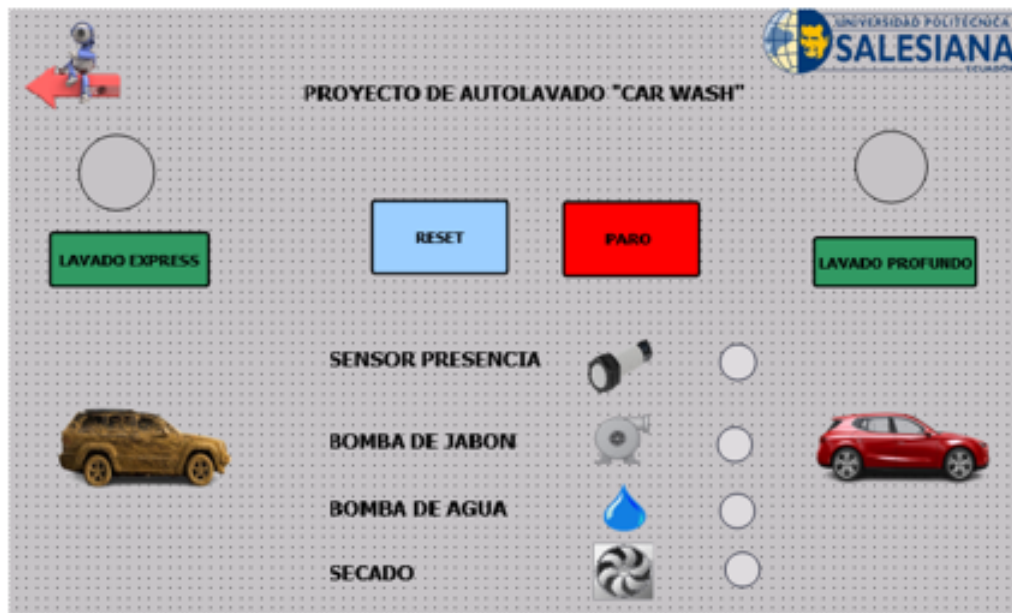 UNIVERSIDAD POLITÉCNICA
SALESIANA
ECUADOR
PROYECTO DE AUTOLAVADO "CAR WASH"
RESET
PARO
LAVADO EXPRESS
LAVADO PROFUNDO
SENSOR PRESENCIA
BOMBA DE JABON
BOMBA DE AGUA
SECADO